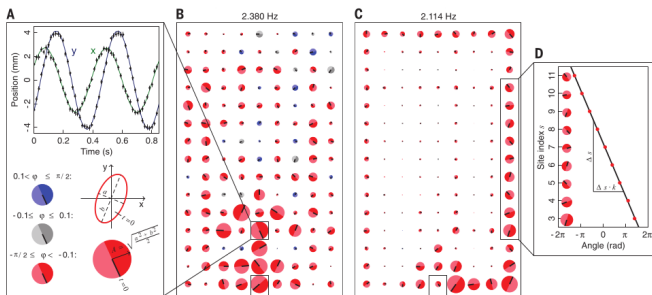 A
B
2.380 Hz
C
2.114 Hz
D
Position (mm)
4
2
0
-2
-4
y
x
0
0.2
0.4
0.6
0.8
Time (s)
0.1<φ ≤ π/2:
-0.1≤ φ ≤ 0.1:
-π/2 ≤ φ< -0.1:
y
x
a
b
t=0
t=0
Site index s
11
10
9
8
7
6
5
4
3
Δ s
Δ s·k
-2π
-π
0
π
2π
Angle (rad)